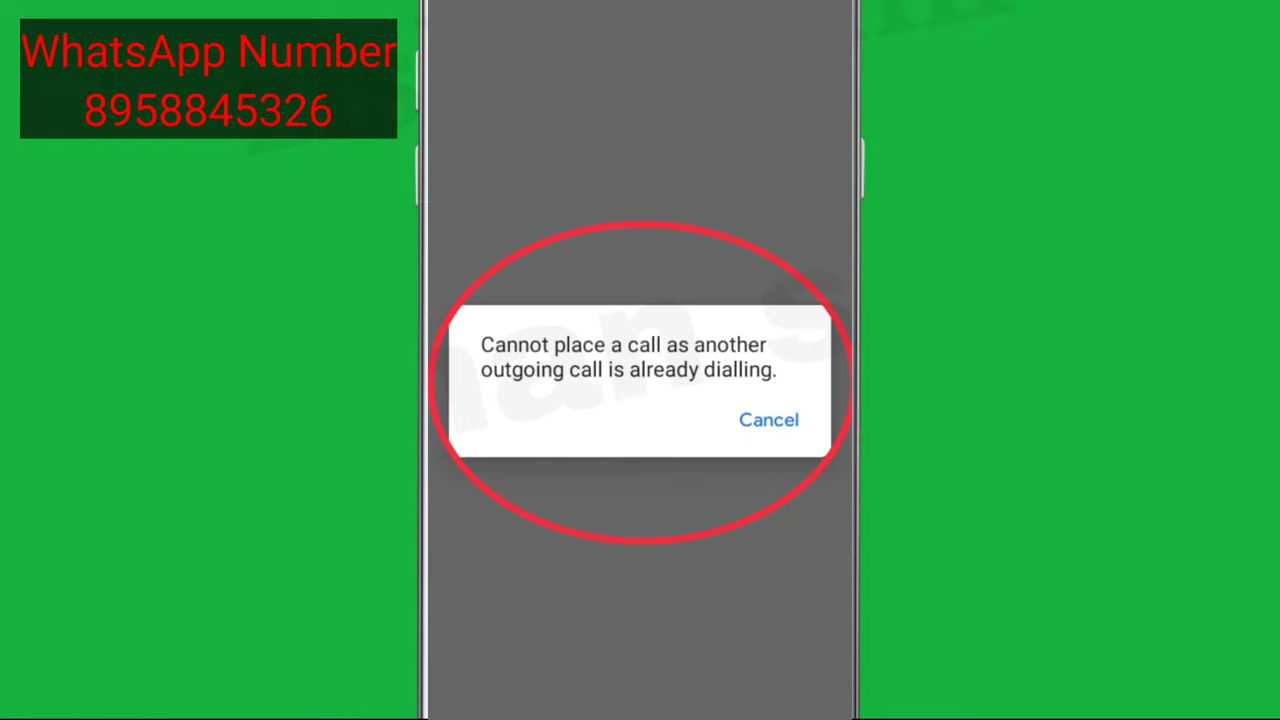 WhatsApp Number
8958845326
Cannot place a call as another
outgoing call is already dialling.
Cancel